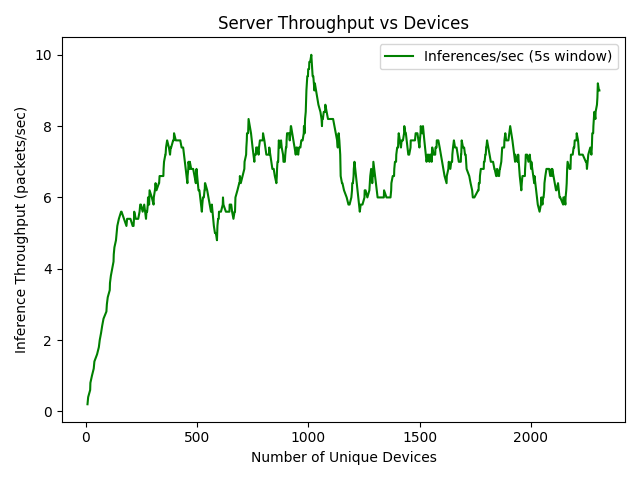 Server Throughput vs Devices
Inferences/sec (5s window)
Inference Throughput (packets/sec)
10
8
6
4
2
0
0 500 1000 1500 2000
Number of Unique Devices